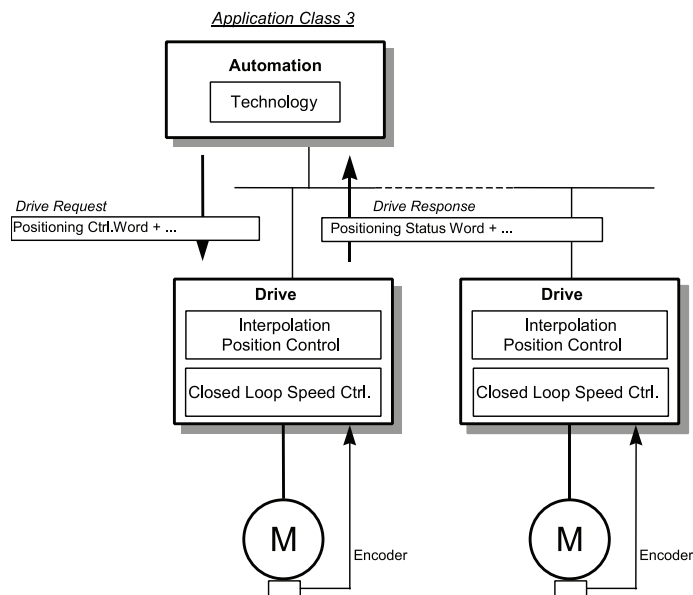 Application Class 3
Automation
Technology
Drive Request
Positioning Ctrl.Word + ...
Drive Response
Positioning Status Word + ...
Drive
Interpolation
Position Control
Closed Loop Speed Ctrl.
M
Encoder
Drive
Interpolation
Position Control
Closed Loop Speed Ctrl.
M
Encoder